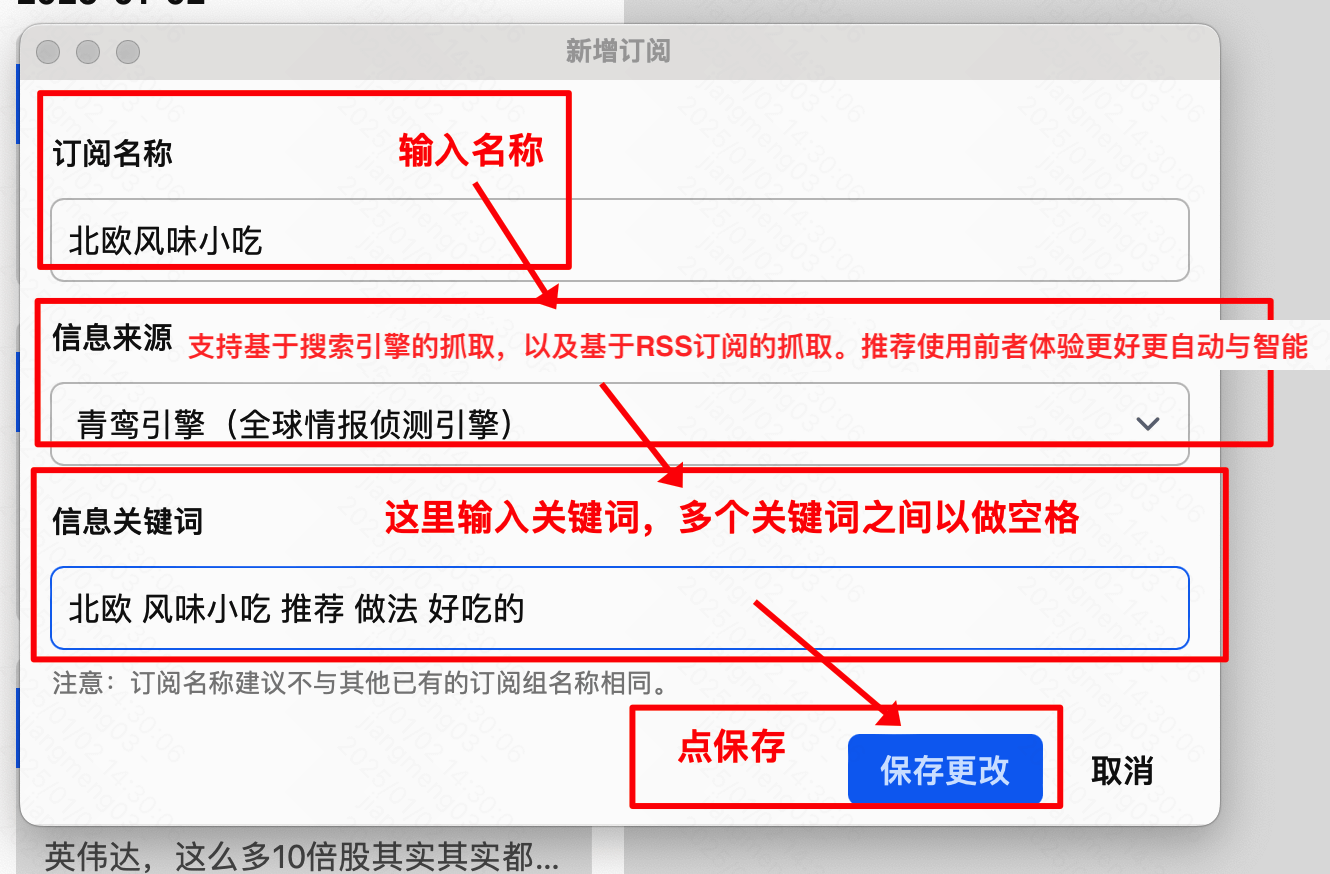 新增订阅
订阅名称
输入名称
北欧风味小吃
信息来源
支持基于搜索引擎的抓取，以及基于RSS订阅的抓取。推荐使用前者体验更好更自动与智能
青鸾引擎（全球情报侦测引擎）
信息关键词
这里输入关键词，多个关键词之间以做空格
北欧 风味小吃 推荐 做法 好吃的
注意：订阅名称建议不与其他已有的订阅组名称相同。
点保存
保存更改
取消
英伟达，这么多10倍股其实其实都...